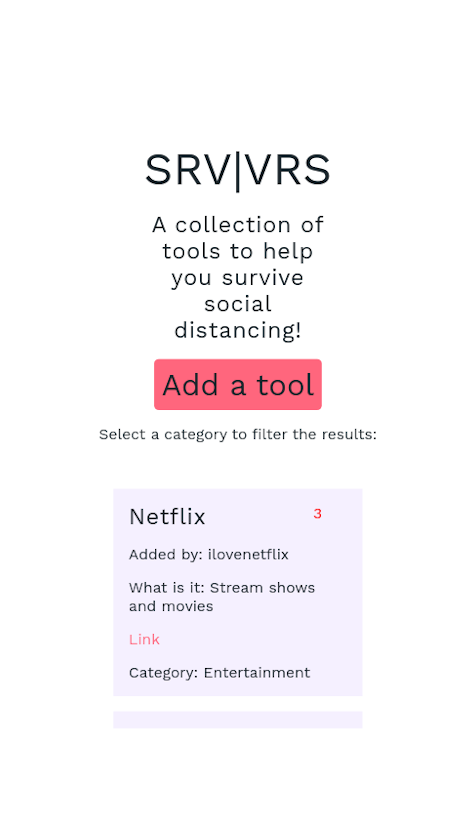 SRV|VRS
A collection of
tools to help
you survive
social
distancing!
Add a tool
Select a category to filter the results:
Netflix
3
Added by: ilovenetflix
What is it: Stream shows
and movies
Link
Category: Entertainment